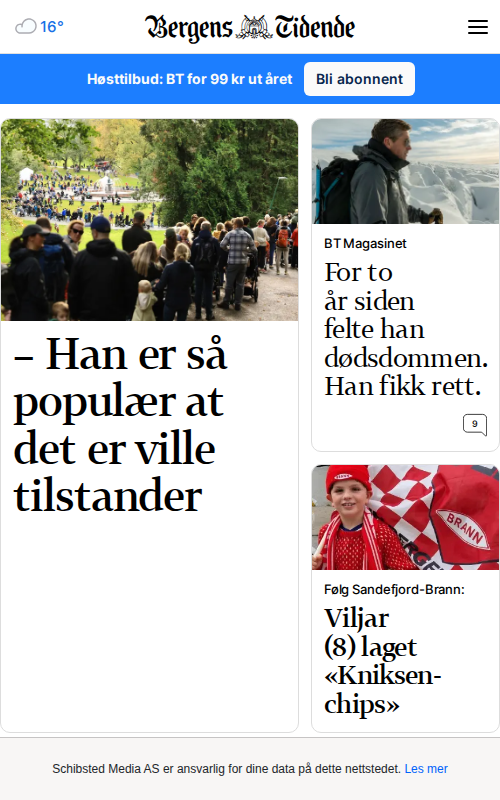 16°
Bergens Tidende
Høsttilbud: BT for 99 kr ut året
Bli abonnent
– Han er så
populær at
det er ville
tilstander
BT Magasinet
For to
år siden
felte han
dødsdommen.
Han fikk rett.
9
BRANN
Følg Sandefjord-Brann:
Viljar
(8) laget
«Kniksen-
chips»
Schibsted Media AS er ansvarlig for dine data på dette nettstedet. Les mer